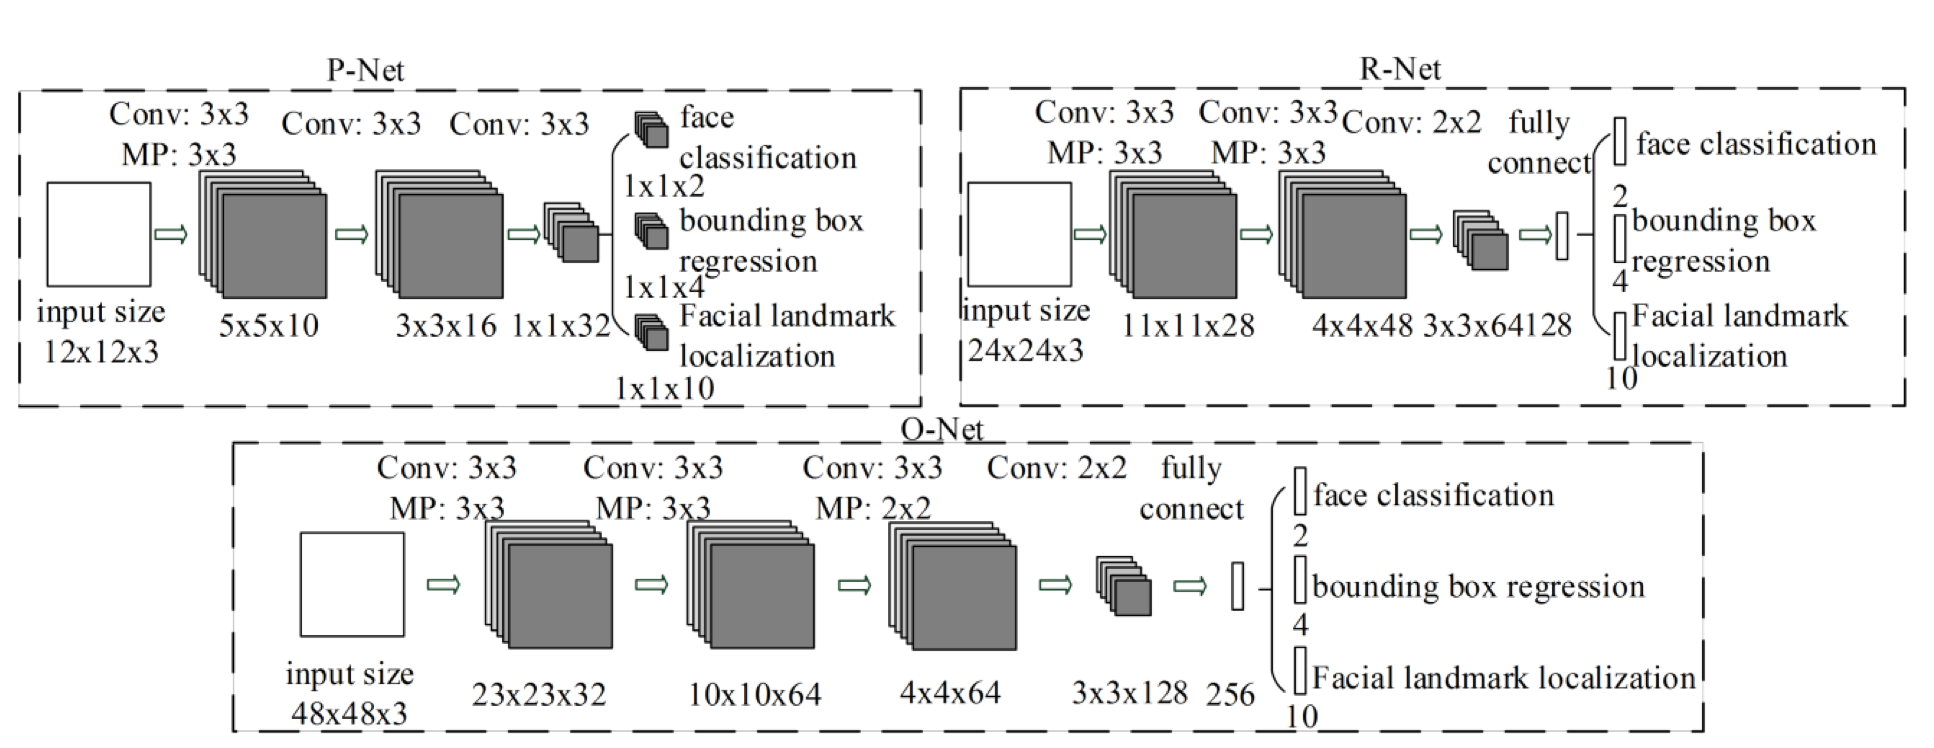 P-Net
Conv: 3x3
MP: 3x3
Conv: 3x3
Conv: 3x3
input size
12x12x3
5x5x10
3x3x16
1x1x32
face
classification
1x1x2
bounding box
regression
1x1x4
Facial landmark
localization
1x1x10
R-Net
Conv: 3x3
MP: 3x3
Conv: 3x3
MP: 3x3
Conv: 2x2
fully
connect
input size
24x24x3
11x11x28
4x4x48
3x3x64
128
face classification
2
bounding box
regression
4
Facial landmark
localization
10
O-Net
Conv: 3x3
MP: 3x3
Conv: 3x3
MP: 3x3
Conv: 3x3
MP: 2x2
Conv: 2x2
fully
connect
input size
48x48x3
23x23x32
10x10x64
4x4x64
3x3x128
256
face classification
2
bounding box regression
4
Facial landmark localization
10